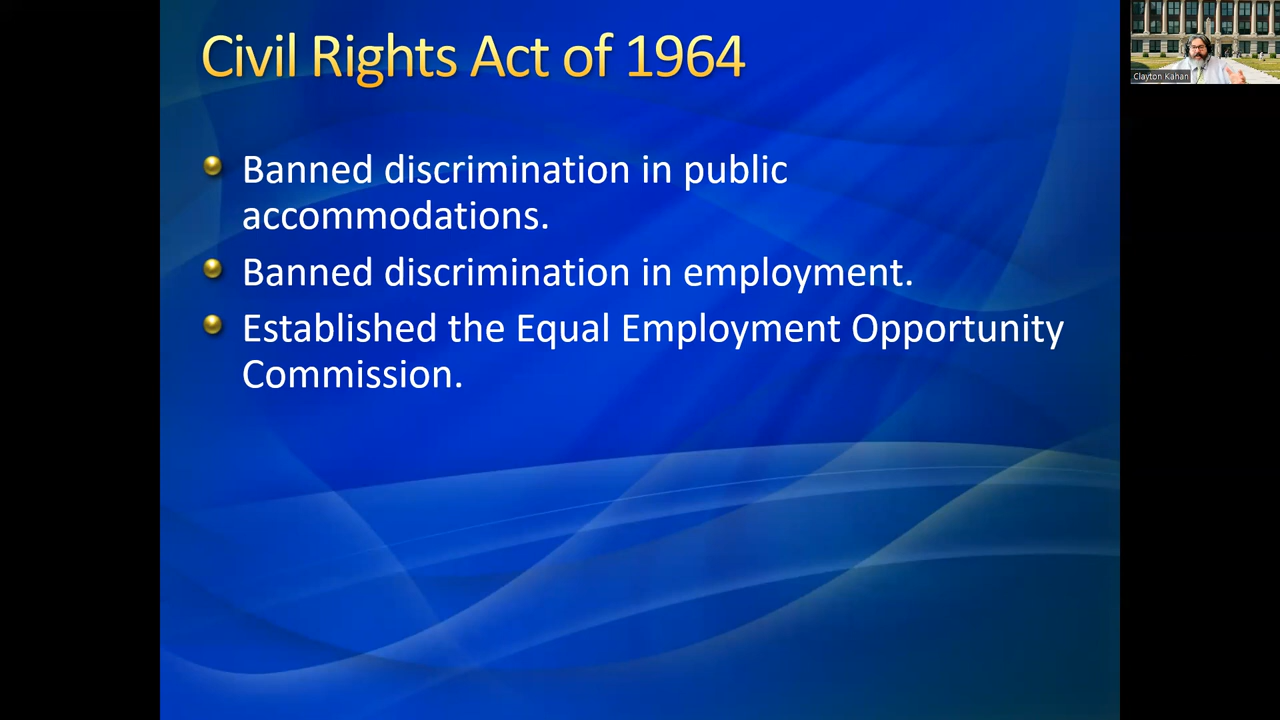 Civil Rights Act of 1964
Banned discrimination in public
accommodations.
Banned discrimination in employment.
Established the Equal Employment Opportunity
Commission.
Clayton Kahan